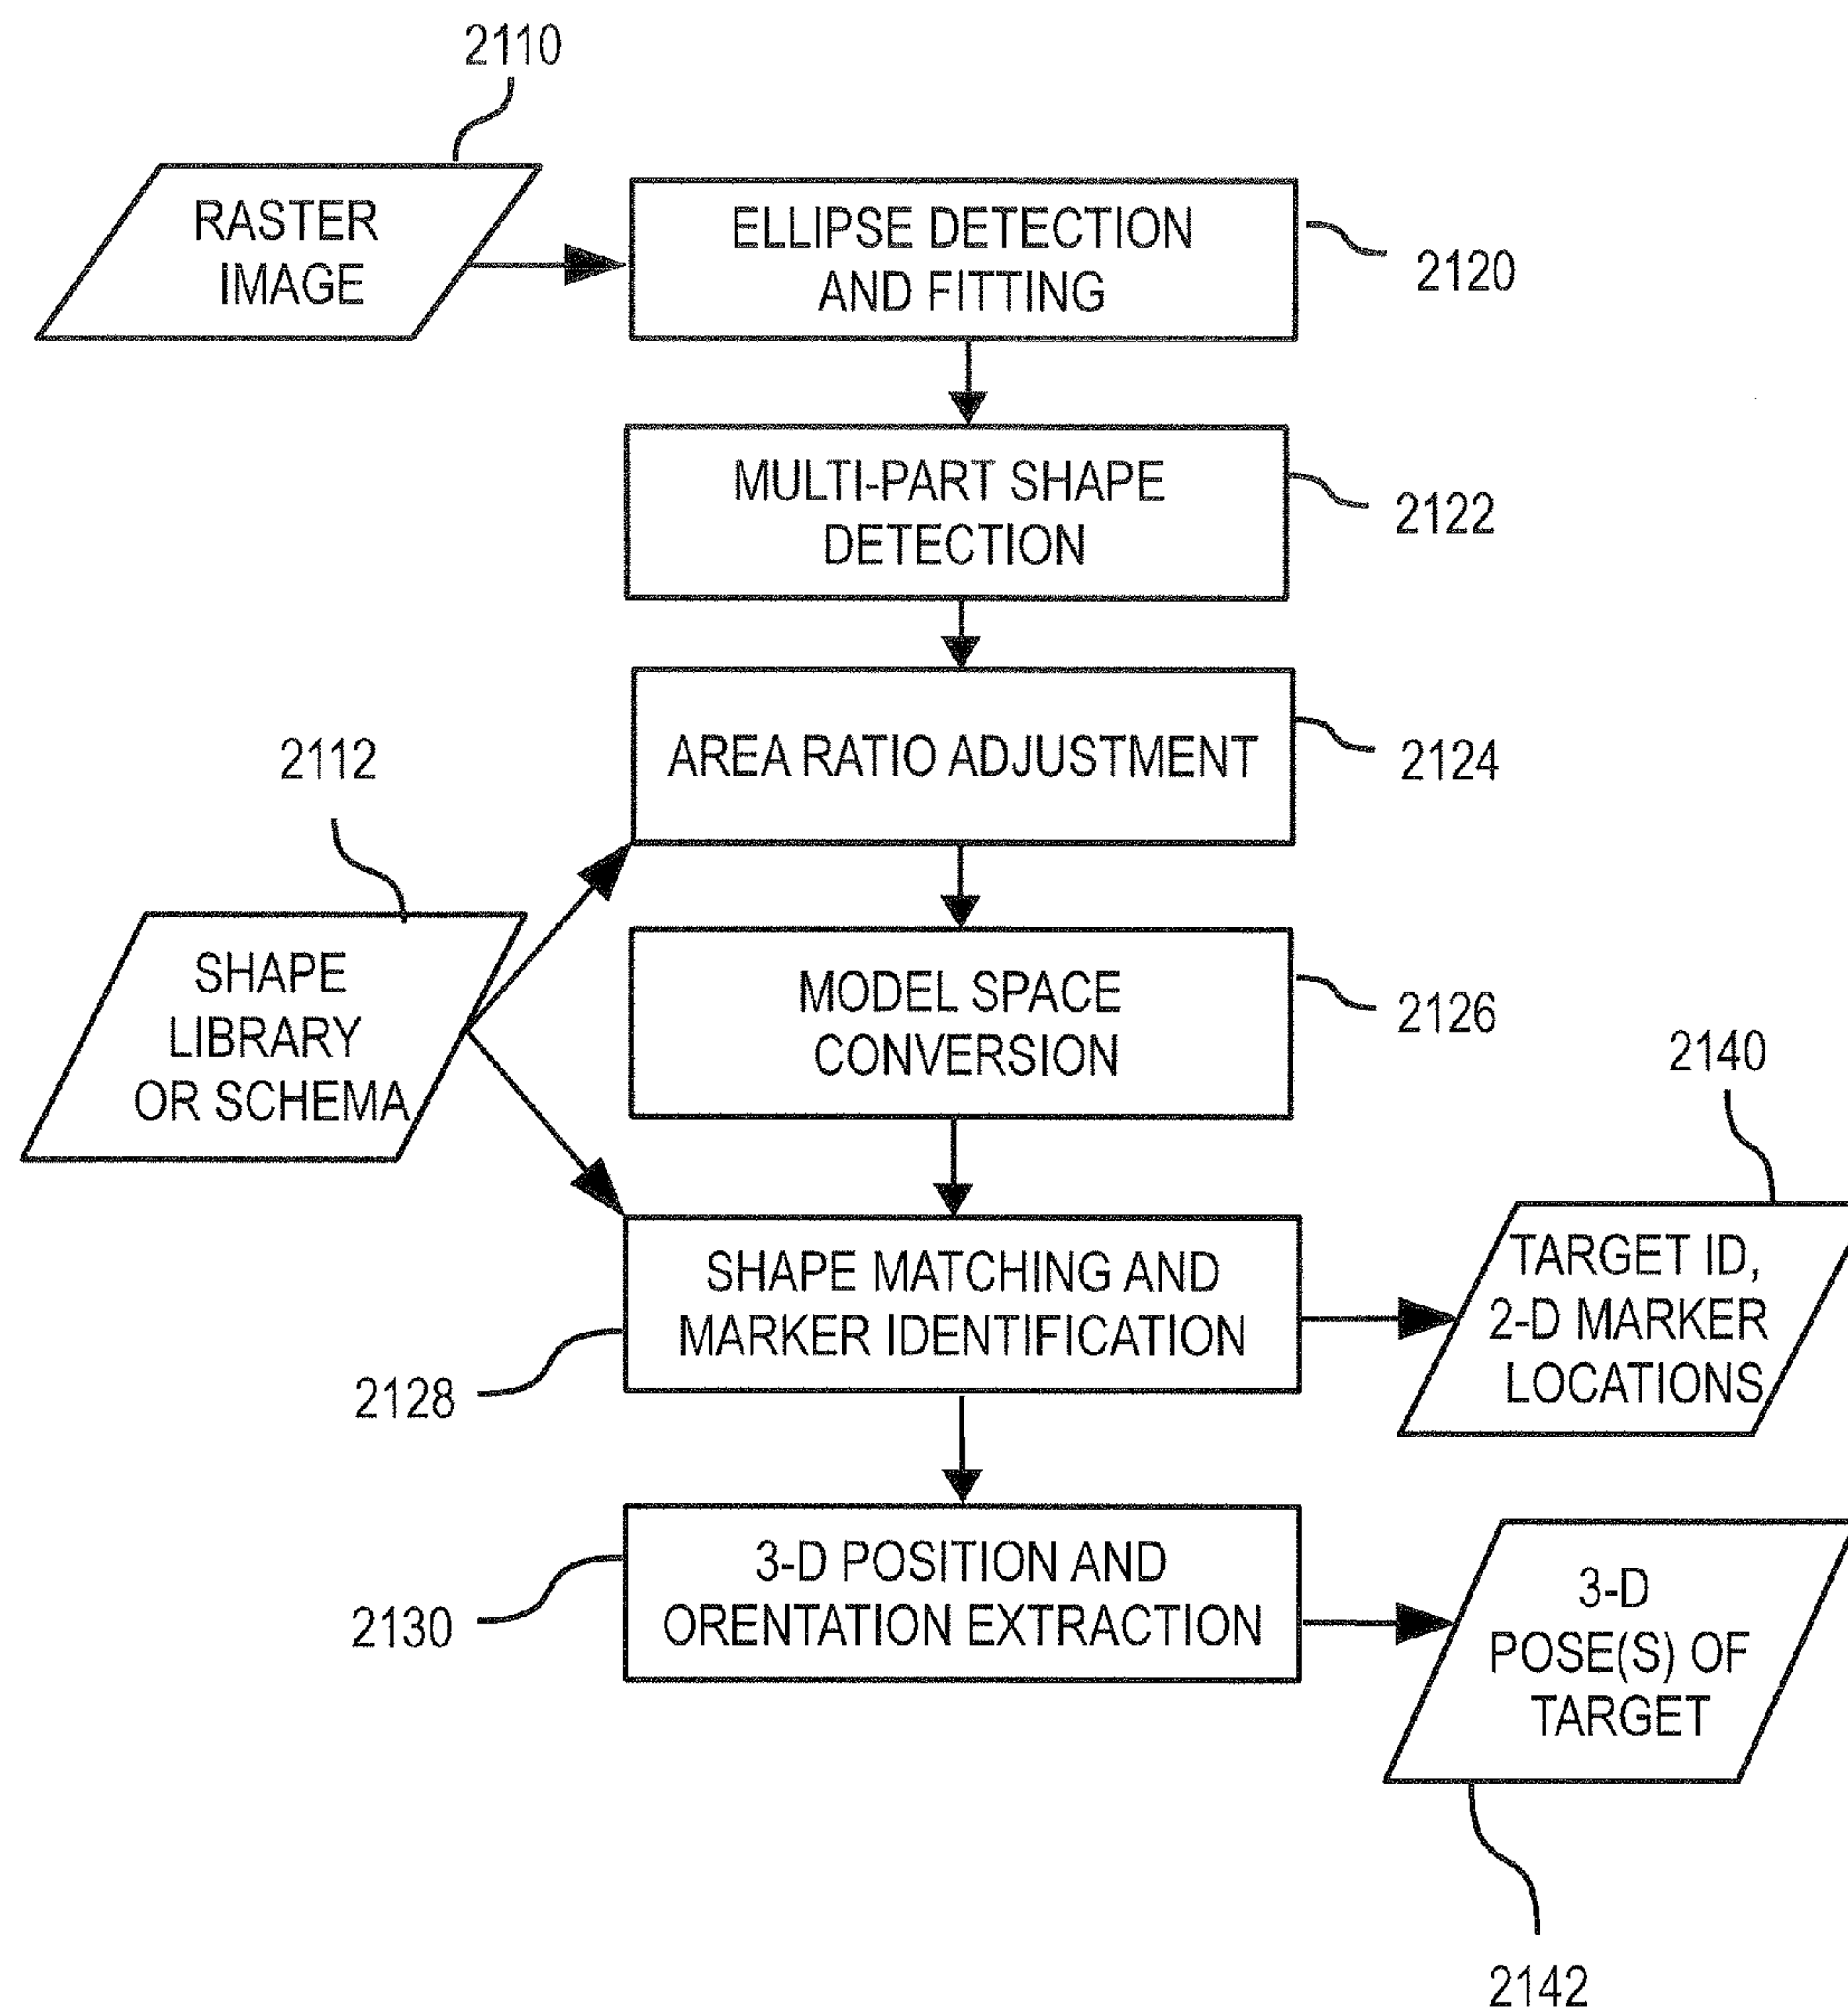 2110
RASTER
IMAGE
ELLIPSE DETECTION
AND FITTING
2120
MULTI-PART SHAPE
DETECTION
2122
AREA RATIO ADJUSTMENT
2124
2112
SHAPE
LIBRARY
OR SCHEMA
MODEL SPACE
CONVERSION
2126
2140
SHAPE MATCHING AND
MARKER IDENTIFICATION
2128
TARGET ID,
2-D MARKER
LOCATIONS
3-D POSITION AND
ORENTATION EXTRACTION
2130
3-D
POSE(S) OF
TARGET
2142